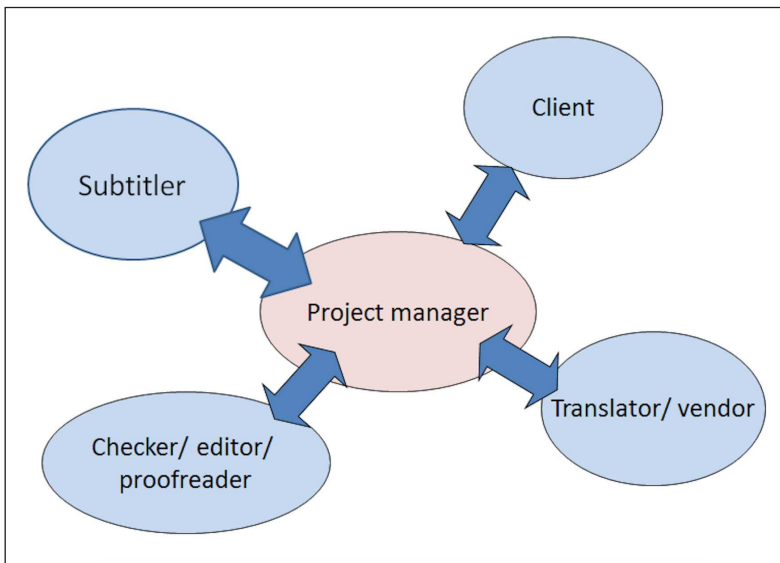 Client
Subtitler
Project manager
Translator/ vendor
Checker/ editor/
proofreader